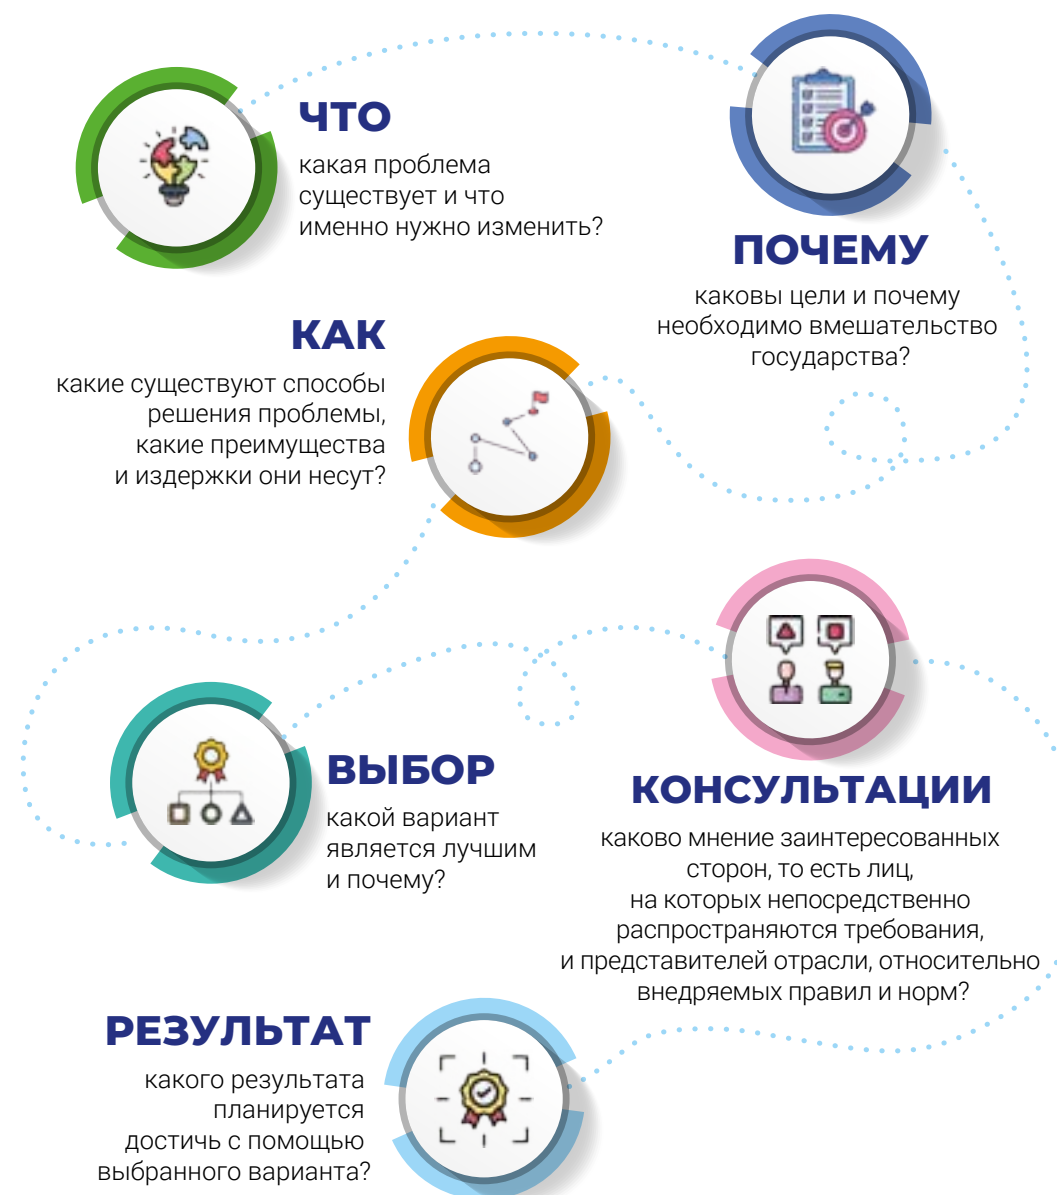 ЧТО
какая проблема
существует и что
именно нужно изменить?
ПОЧЕМУ
каковы цели и почему
необходимо вмешательство
государства?
КАК
какие существуют способы
решения проблемы,
какие преимущества
и издержки они несут?
ВЫБОР
какой вариант
является лучшим
и почему?
КОНСУЛЬТАЦИИ
каково мнение заинтересованных
сторон, то есть лиц,
на которых непосредственно
распространяются требования,
и представителей отрасли, относительно
внедряемых правил и норм?
РЕЗУЛЬТАТ
какого результата
планируется
достичь с помощью
выбранного варианта?